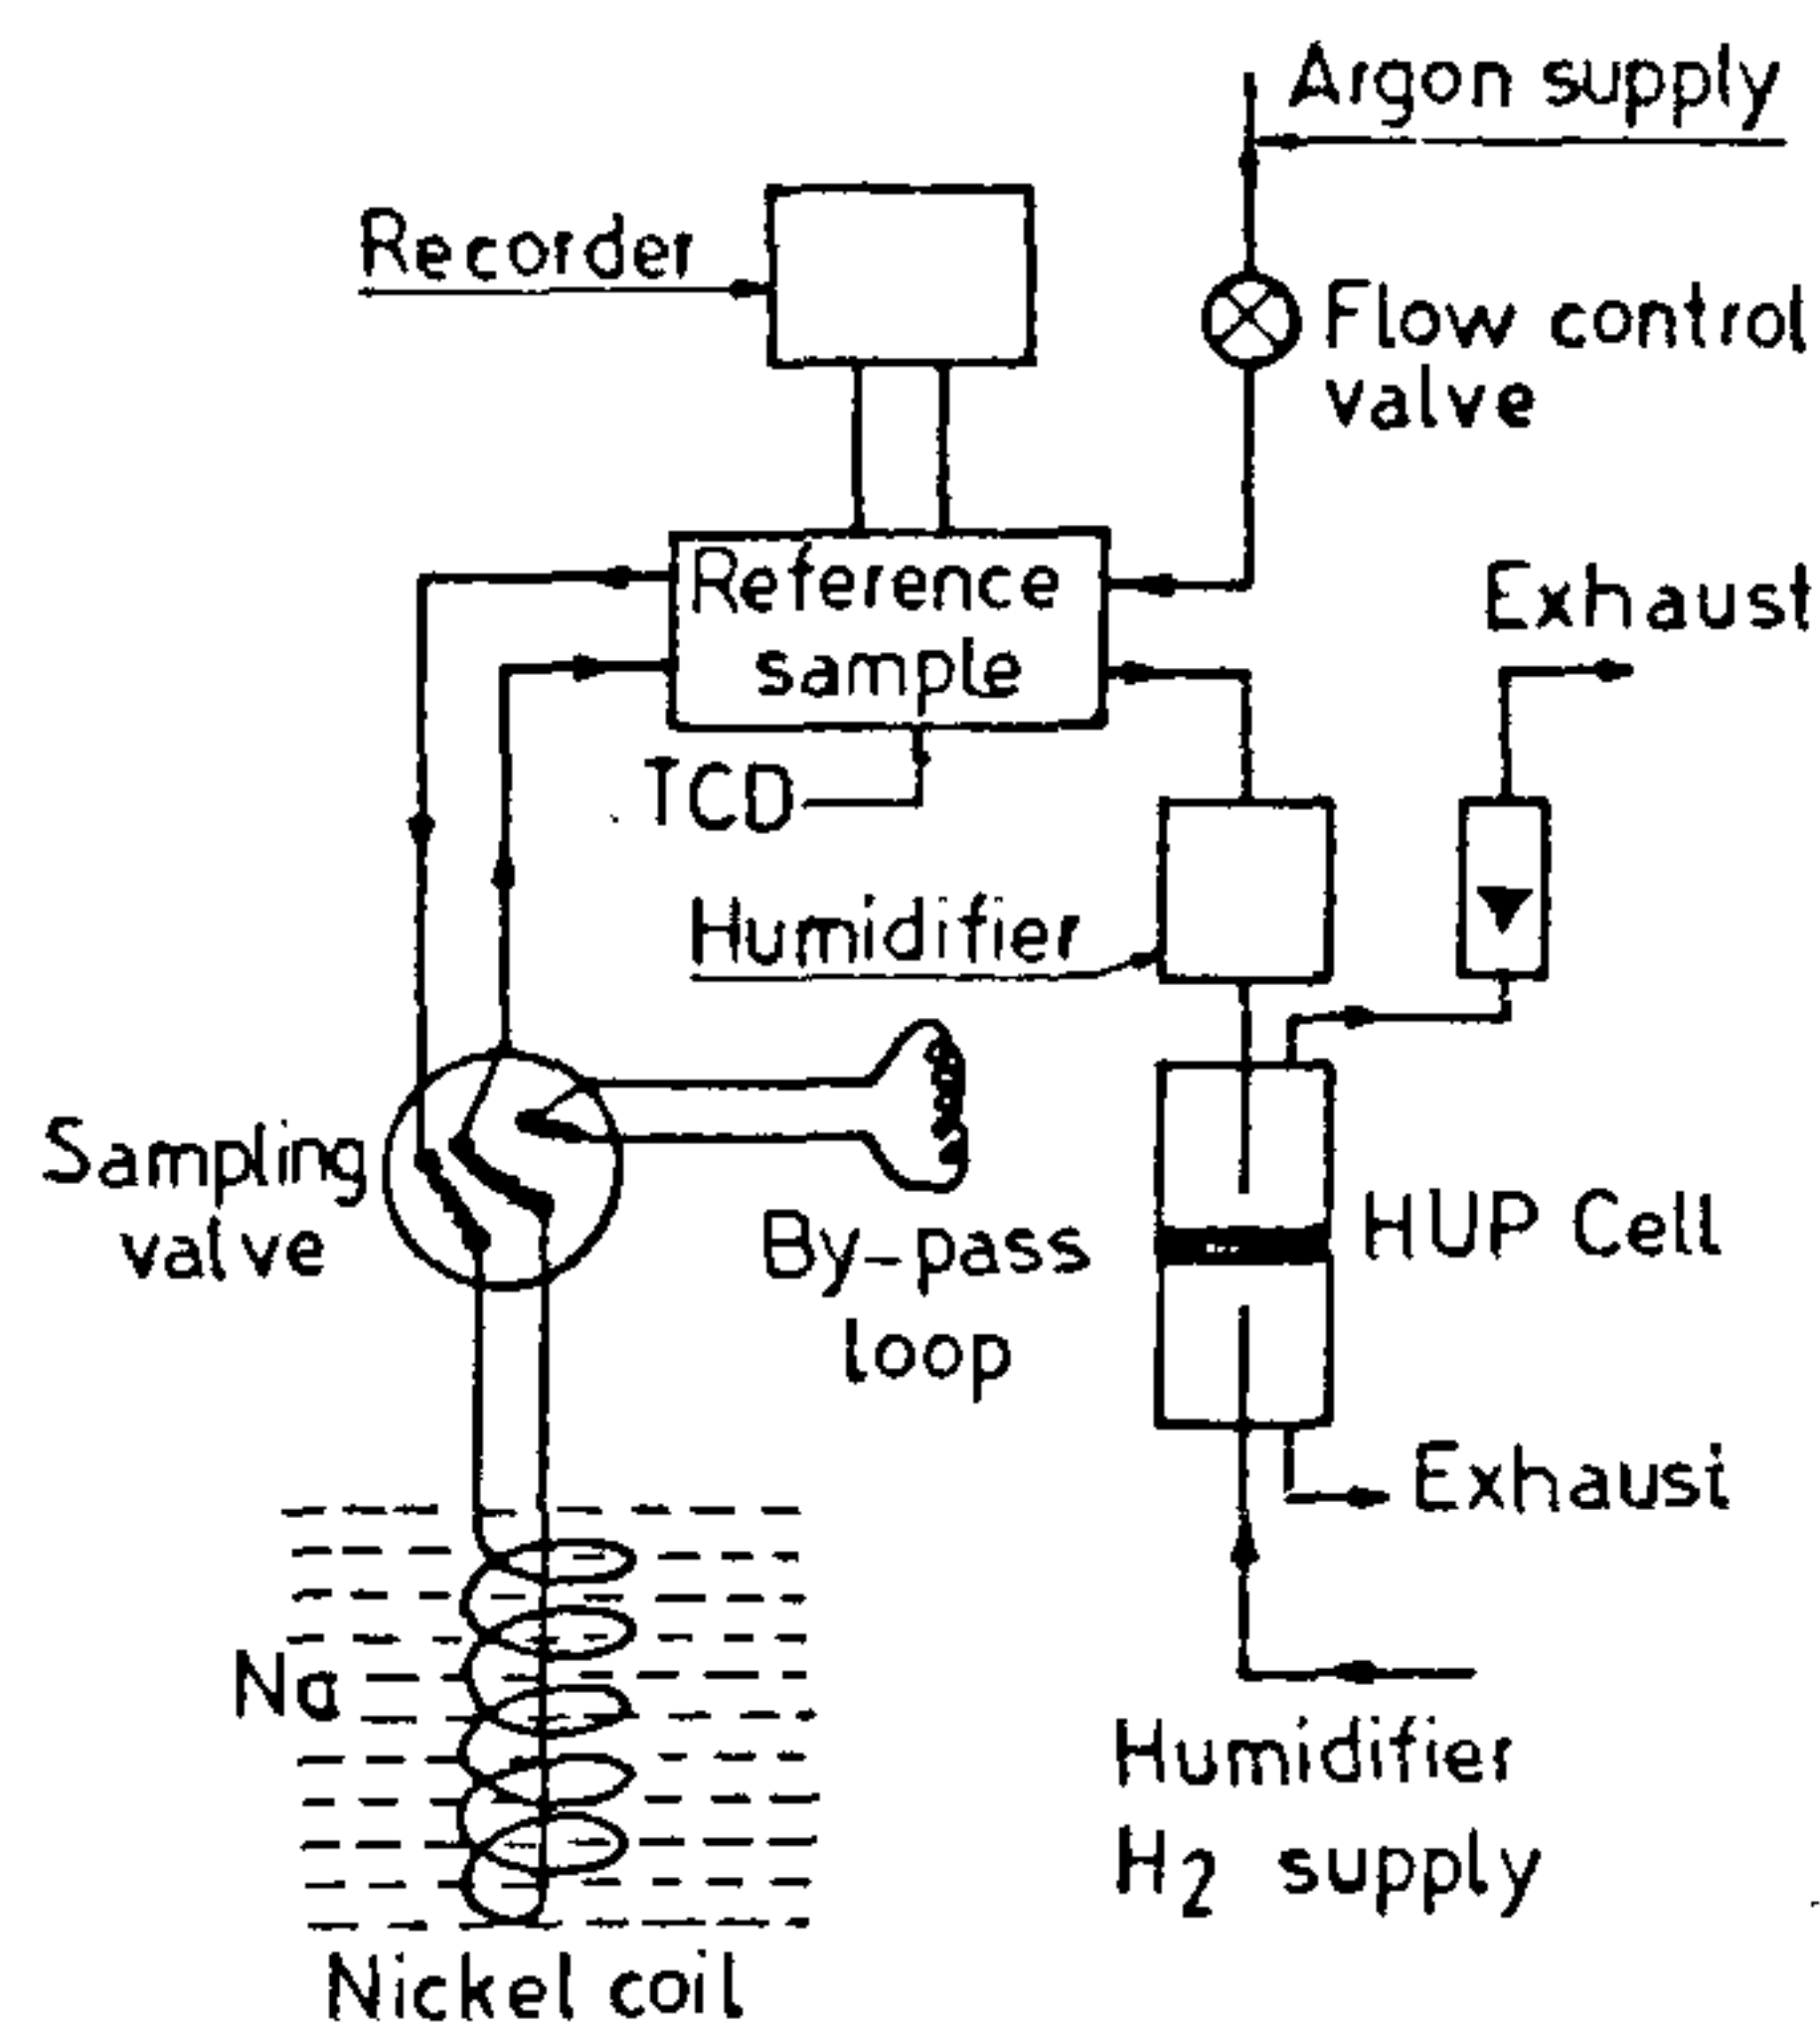 Argon supply
Recorder
Flow control
valve
Reference
sample
Exhaust
TCD
Humidifier
Sampling
valve
By-pass
loop
HUP Cell
Exhaust
Na
Humidifier
H2 supply
Nickel coil